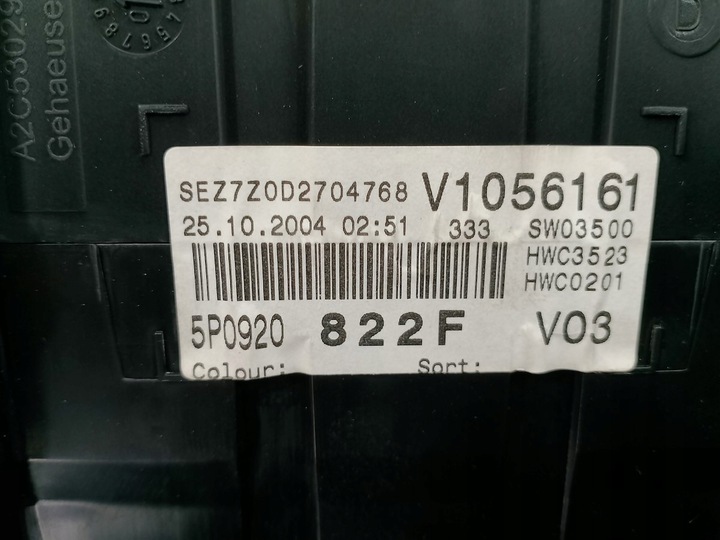 A2C53029
Gehaeuse
SEZ7Z0D2704768 V1056161
25.10.2004 02:51 333 SW03500
HWC3523
HWC0201
5P0920 822F V03
Colour: Sort: